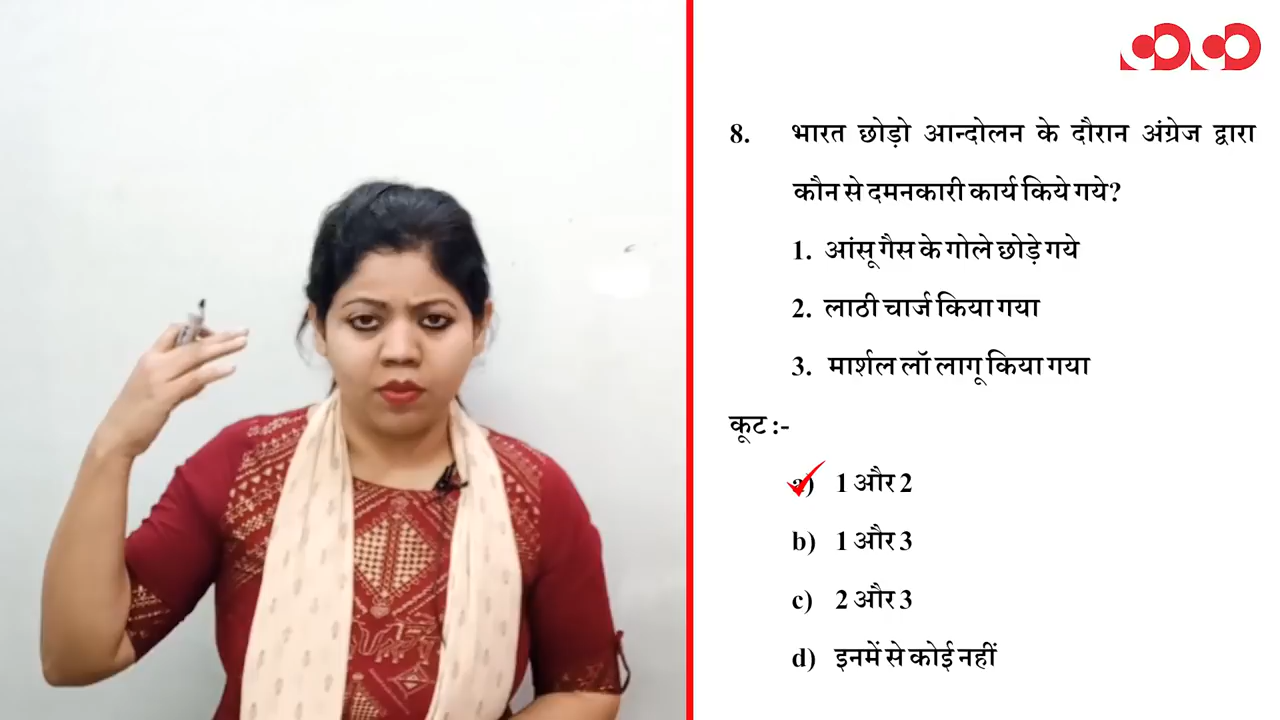 8. भारत छोड़ो आन्दोलन के दौरान अंग्रेज द्वारा
कौन से दमनकारी कार्य किये गये?
1. आंसू गैस के गोले छोड़े गये
2. लाठी चार्ज किया गया
3. मार्शल लॉ लागू किया गया
कूट :-
a) 1 और 2
b) 1 और 3
c) 2 और 3
d) इनमें से कोई नहीं